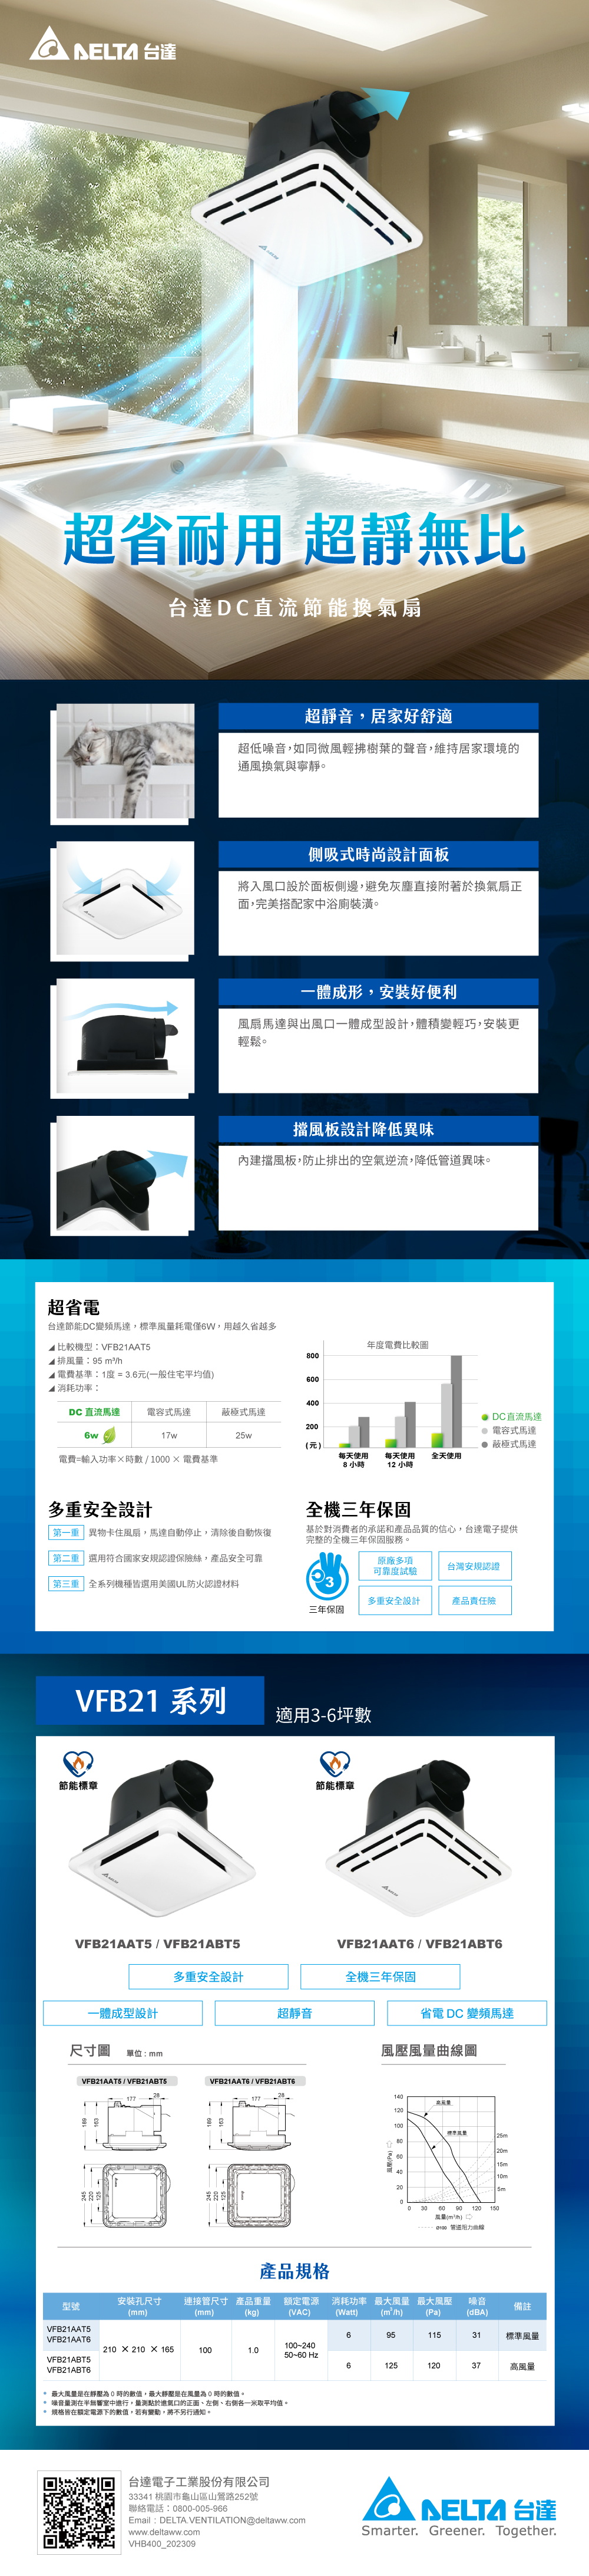 DELTA 台達
超省耐用 超靜無比
台達DC直流節能換氣扇
超靜音，居家好舒適
超低噪音，如同微風輕拂樹葉的聲音，維持居家環境的
通風換氣與寧靜。
側吸式時尚設計面板
將入風口設於面板側邊，避免灰塵直接附著於換氣扇正
面，完美搭配家中浴廁裝潢。
一體成形，安裝好便利
風扇馬達與出風口一體成型設計，體積變輕巧，安裝更
輕鬆。
擋風板設計降低異味
內建擋風板，防止排出的空氣逆流，降低管道異味。
超省電
台達節能DC變頻馬達，標準風量耗電僅6W，用越久省越多
比較機型：VFB21AAT5
排風量：95 m³/h
電費基準：1度 = 3.6元(一般住宅平均值)
消耗功率：
DC 直流馬達 電容式馬達 蔽極式馬達
6w 17w 25w
電費=輸入功率×時數 / 1000 × 電費基準
年度電費比較圖
800
600
400
200
(元)
每天使用 8 小時
每天使用 12 小時
全天使用
DC直流馬達
電容式馬達
蔽極式馬達
多重安全設計
第一重 異物卡住風扇，馬達自動停止，清除後自動恢復
第二重 選用符合國家安規認證保險絲，產品安全可靠
第三重 全系列機種皆選用美國UL防火認證材料
全機三年保固
基於對消費者的承諾和產品品質的信心，台達電子提供
完整的全機三年保固服務。
3
三年保固
原廠多項
可靠度試驗
台灣安規認證
多重安全設計
產品責任險
VFB21 系列
適用3-6坪數
節能標章
節能標章
VFB21AAT5 / VFB21ABT5
VFB21AAT6 / VFB21ABT6
多重安全設計
全機三年保固
一體成型設計
超靜音
省電 DC 變頻馬達
尺寸圖 單位 : mm
VFB21AAT5 / VFB21ABT5
177 28
189 163
245 220 125
VFB21AAT6 / VFB21ABT6
177 28
189 163
245 220 125
風壓風量曲線圖
140
120
100
80
60
40
20
0
風壓(Pa)
高風量
標準風量
25m
20m
15m
10m
5m
0 30 60 90 120 150
風量(m³/h)
Ø100 管道阻力曲線
產品規格
型號 安裝孔尺寸 (mm) 連接管尺寸 (mm) 產品重量 (kg) 額定電源 (VAC) 消耗功率 (Watt) 最大風量 (m³/h) 最大風壓 (Pa) 噪音 (dBA) 備註
VFB21AAT5
VFB21AAT6
6 95 115 31 標準風量
210 × 210 × 165 100 1.0 100~240
50~60 Hz
VFB21ABT5
VFB21ABT6
6 125 120 37 高風量
* 最大風量是在靜壓為 0 時的數值，最大靜壓是在風量為 0 時的數值。
* 噪音量測在半無響室中進行，量測點於進氣口的正面、左側、右側各一米取平均值。
* 規格皆在額定電源下的數值，若有變動，將不另行通知。
台達電子工業股份有限公司
33341 桃園市龜山區山鶯路252號
聯絡電話：0800-005-966
Email : DELTA.VENTILATION@deltaww.com
www.deltaww.com
VHB400_202309
DELTA 台達
Smarter. Greener. Together.